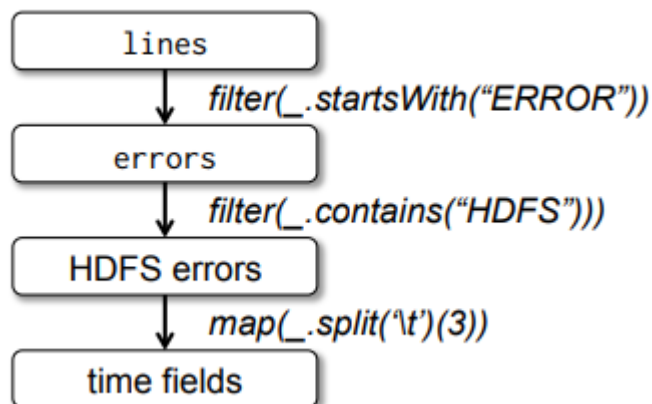 lines
filter(_.startsWith(“ERROR”))
errors
filter(_.contains(“HDFS”)))
HDFS errors
map(_.split(‘\t’)(3))
time fields